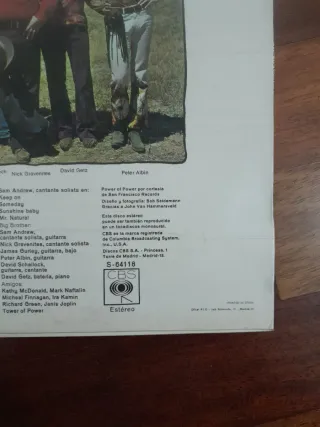 Nick Gravenites
David Getz
Peter Albin
Sam Andrew, cantante solista en:
Keep on
Someday
Sunshine baby
Mr. Natural
Big Brother:
Sam Andrew,
cantante solista, guitarra
Nick Gravenites,
cantante solista, guitarra
James Gurley, guitarra, bajo
Peter Albin, guitarra
David Schallock,
guitarra, cantante
David Getz, batería, piano
Amigos:
Kathy McDonald, Mark Naftalin
Micheal Finnigan, Ira Kamin
Richard Green, Janis Joplin
Tower of Power
Power of Power por cortesía
de San Francisco Records
Diseño y fotografía: Bob Seidemann
Gracias a John Van Hamersveld
Este disco estéreo
puede ser también reproducido
en un tocadiscos monoaural.
CBS es la marca registrada
de Columbia Broadcasting System,
Inc., U.S.A.
Discos CBS S.A. - Princesa, 1
Torre de Madrid - Madrid-13.
S-64118
CBS
Estéreo